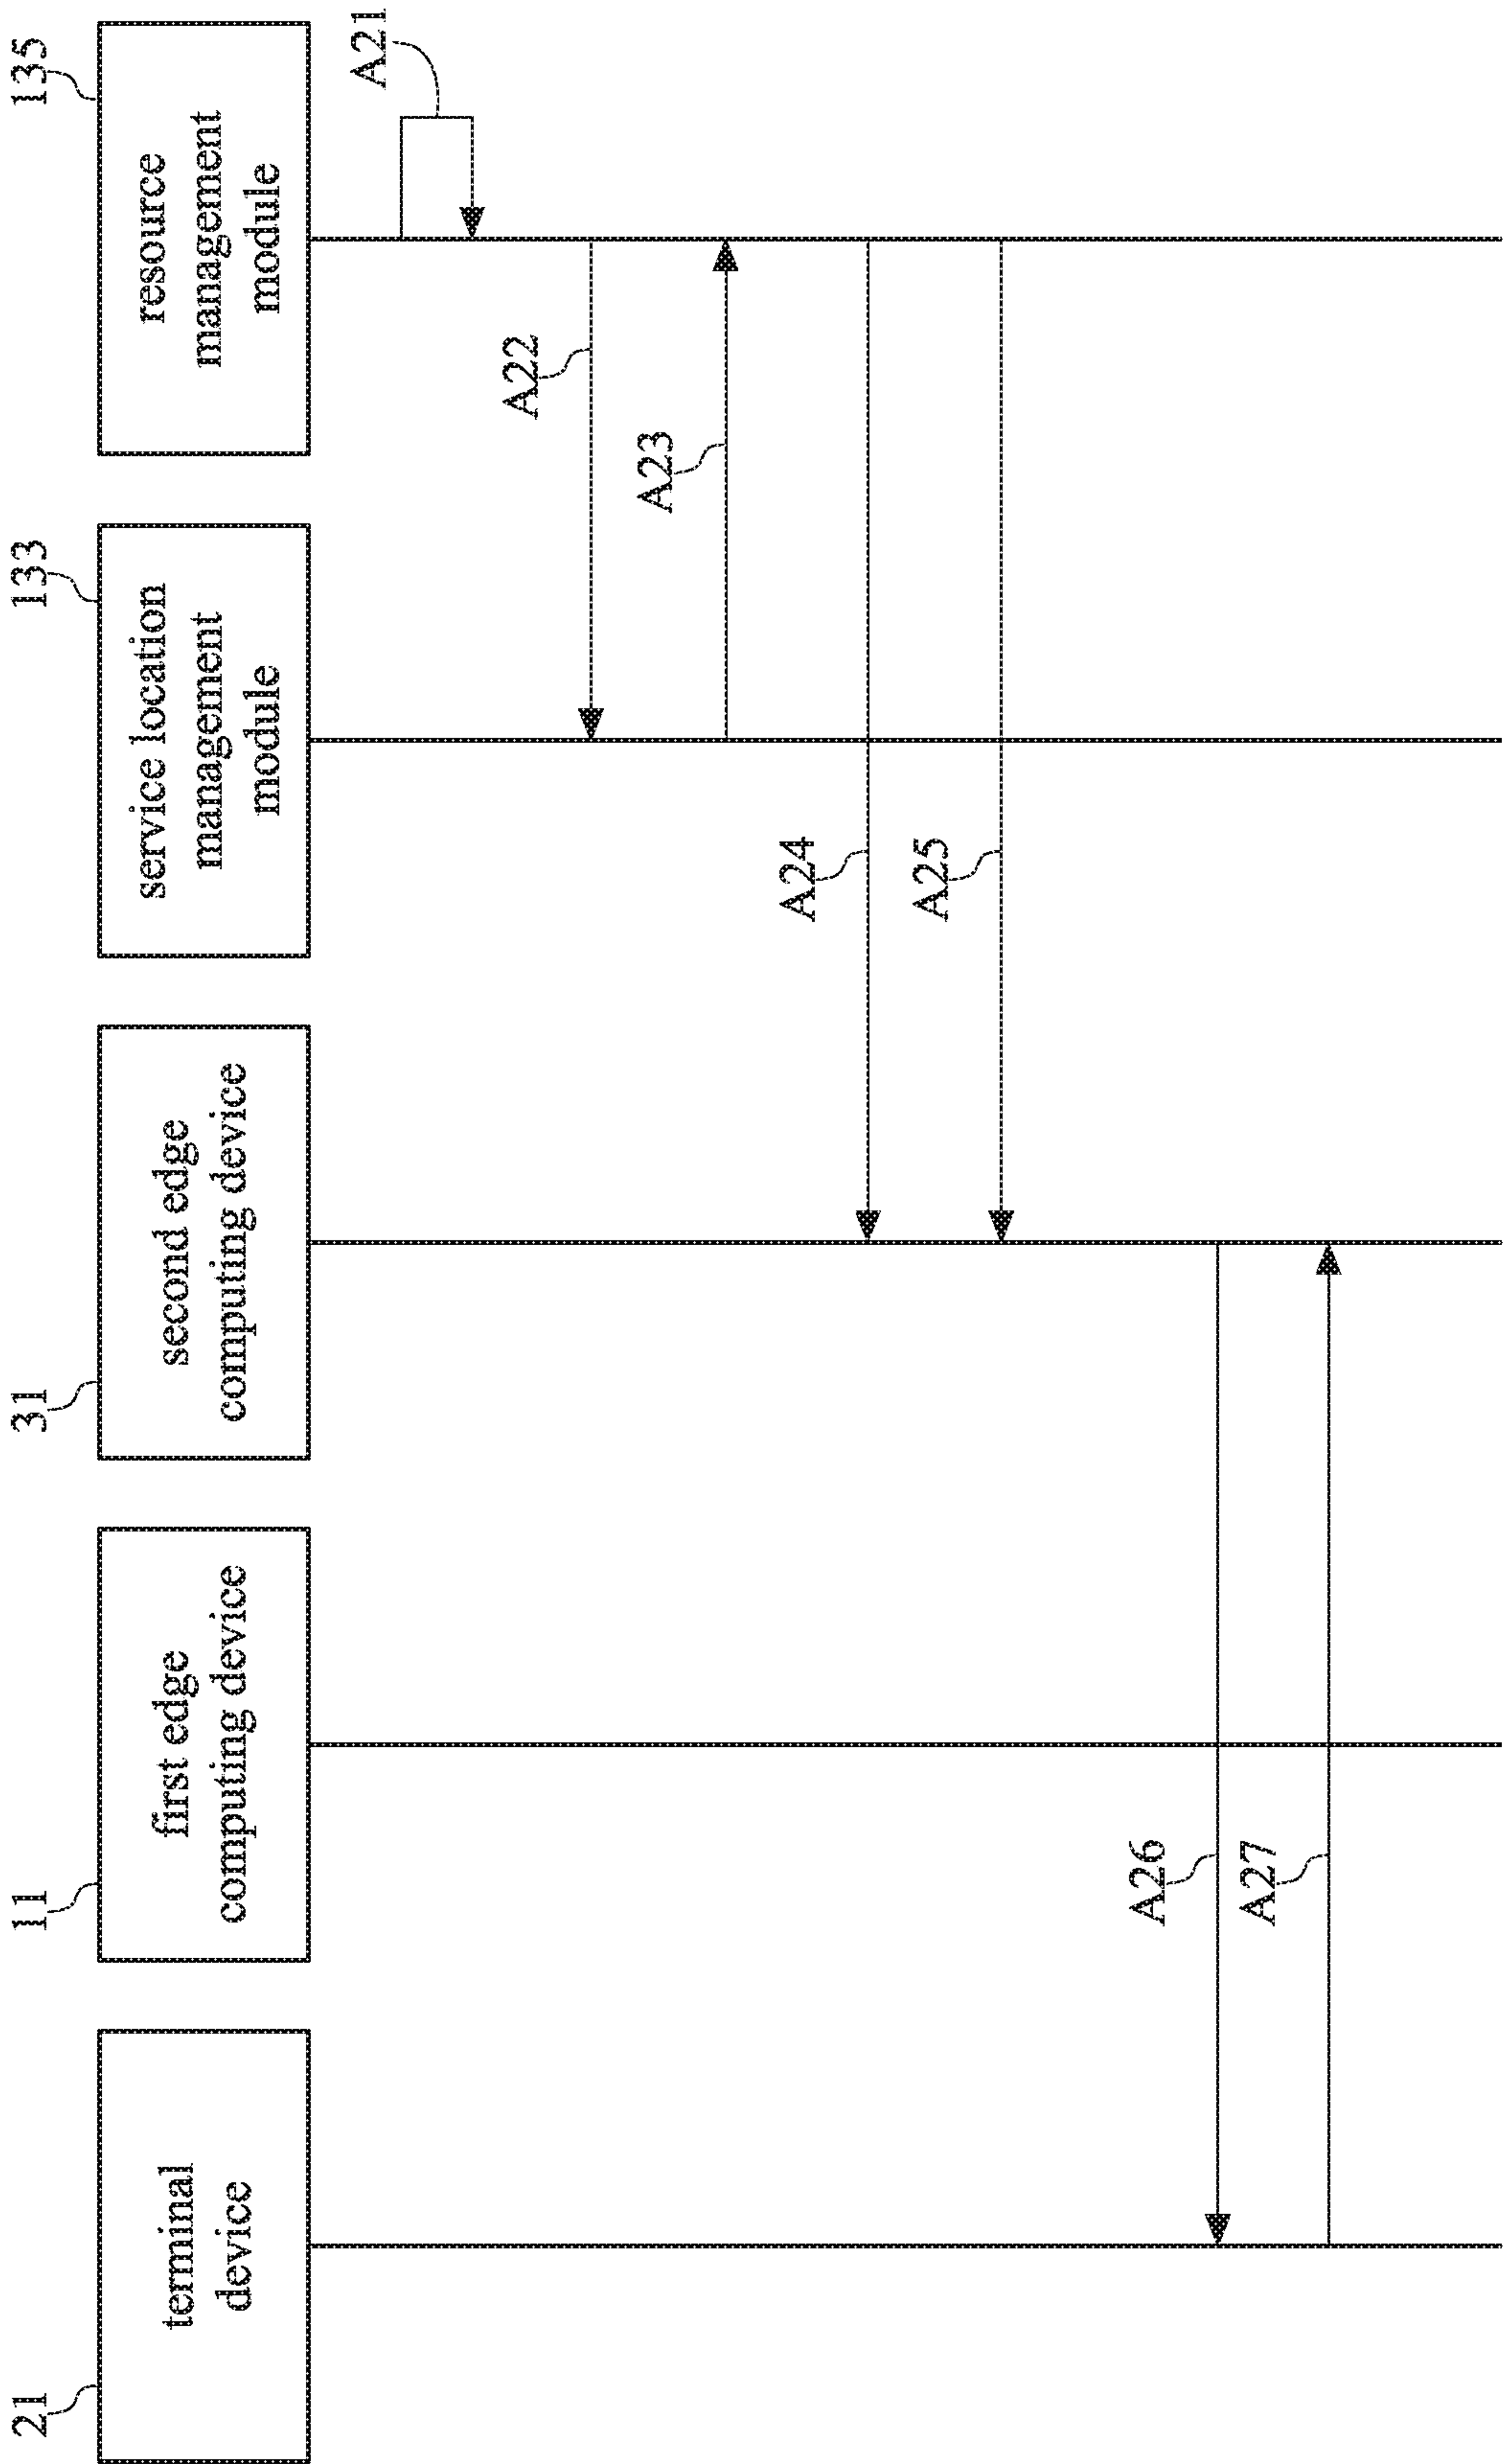 21
terminal
device
11
first edge
computing device
31
second edge
computing device
133
service location
management
module
135
resource
management
module
A21
A22
A23
A24
A25
A26
A27